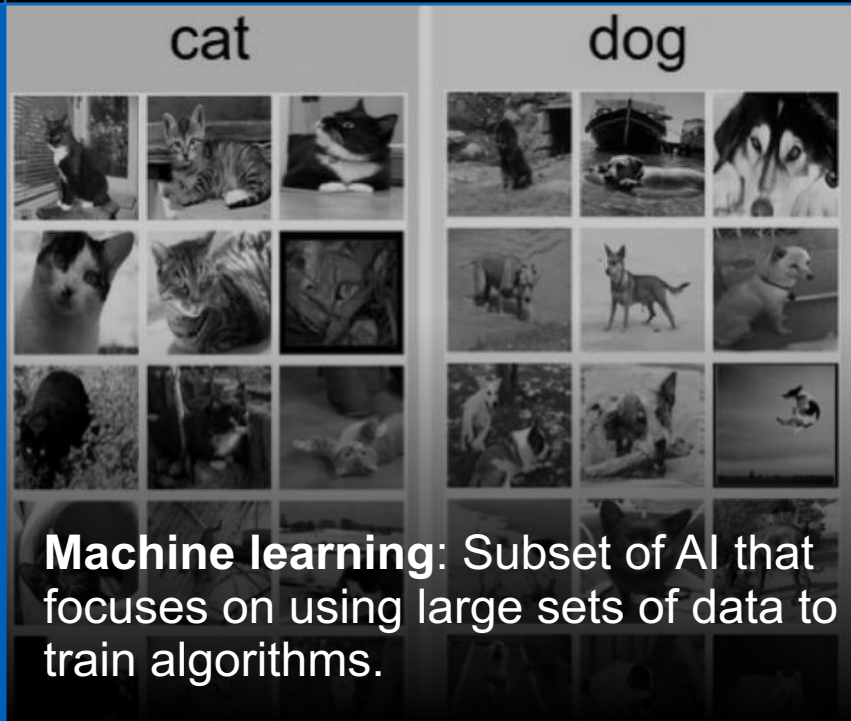 cat
dog
Machine learning: Subset of AI that
focuses on using large sets of data to
train algorithms.